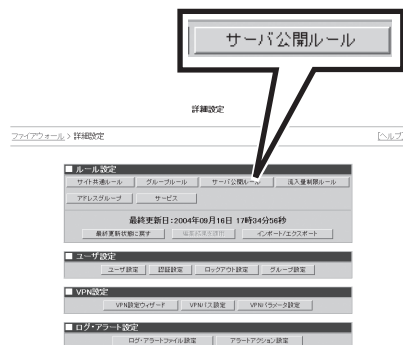 サーバ公開ルール
詳細設定
ファイアウォール > 詳細設定 [ヘルプ]
■ ルール設定
サイト共通ルール グループルール サーバ公開ルール 流入量制限ルール
アドレスグループ サービス
最終更新日:2004年09月16日 17時34分56秒
最終更新状態に戻す 編集結果を適用 インポート/エクスポート
■ ユーザ設定
ユーザ設定 認証設定 ロックアウト設定 グループ設定
■ VPN設定
VPN設定ウィザード VPNパス設定 VPNパラメータ設定
■ ログ・アラート設定
ログ・アラートファイル設定 アラートアクション設定